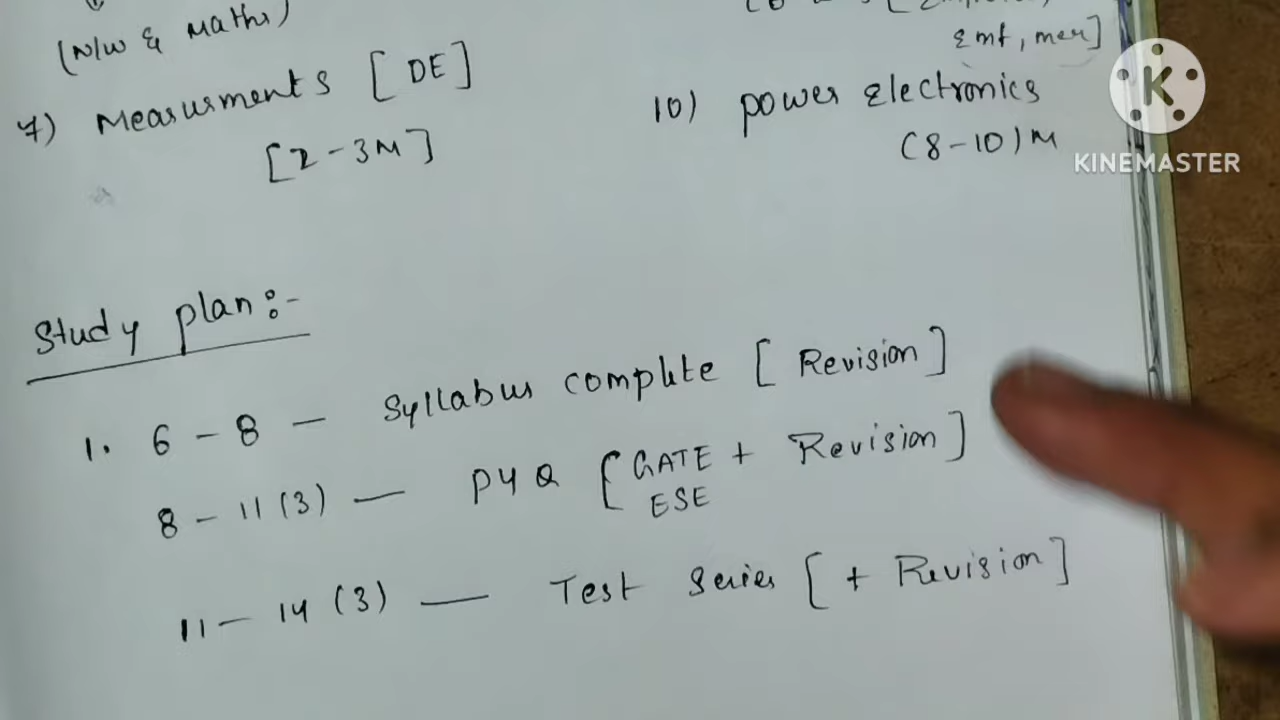 (N/W & Maths)
7) Measurments [DE]
[2-3M]
emf, mer]
10) power Electronics
(8-10)M
KINEMASTER
Study plan:-
1. 6 - 8 - Syllabus complete [Revision]
8 - 11 (3) — PYQ [GATE + Revision]
ESE
11 - 14 (3) — Test Series [+ Revision]